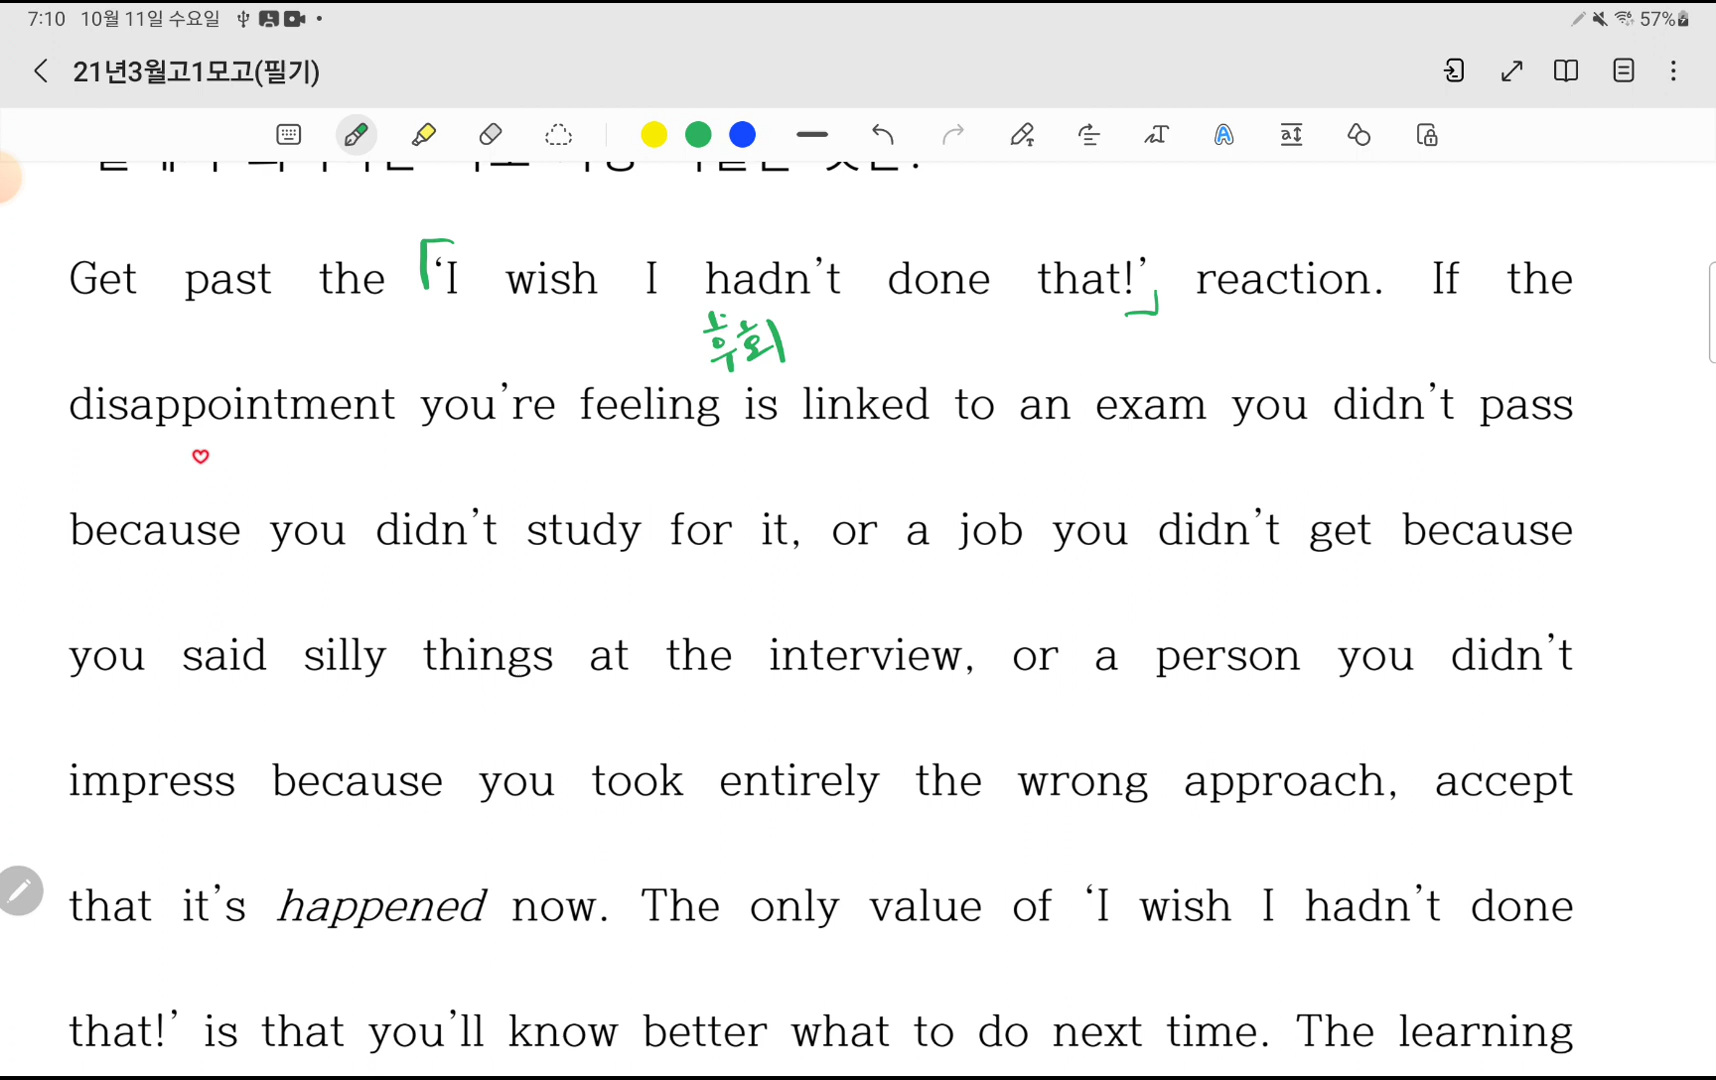 7:10 10월 11일 수요일
57%
21년3월고1모고(필기)
Get past the 「‘I wish I hadn’t done that!’」 reaction. If the
후회
disappointment you’re feeling is linked to an exam you didn’t pass
because you didn’t study for it, or a job you didn’t get because
you said silly things at the interview, or a person you didn’t
impress because you took entirely the wrong approach, accept
that it’s happened now. The only value of ‘I wish I hadn’t done
that!’ is that you’ll know better what to do next time. The learning